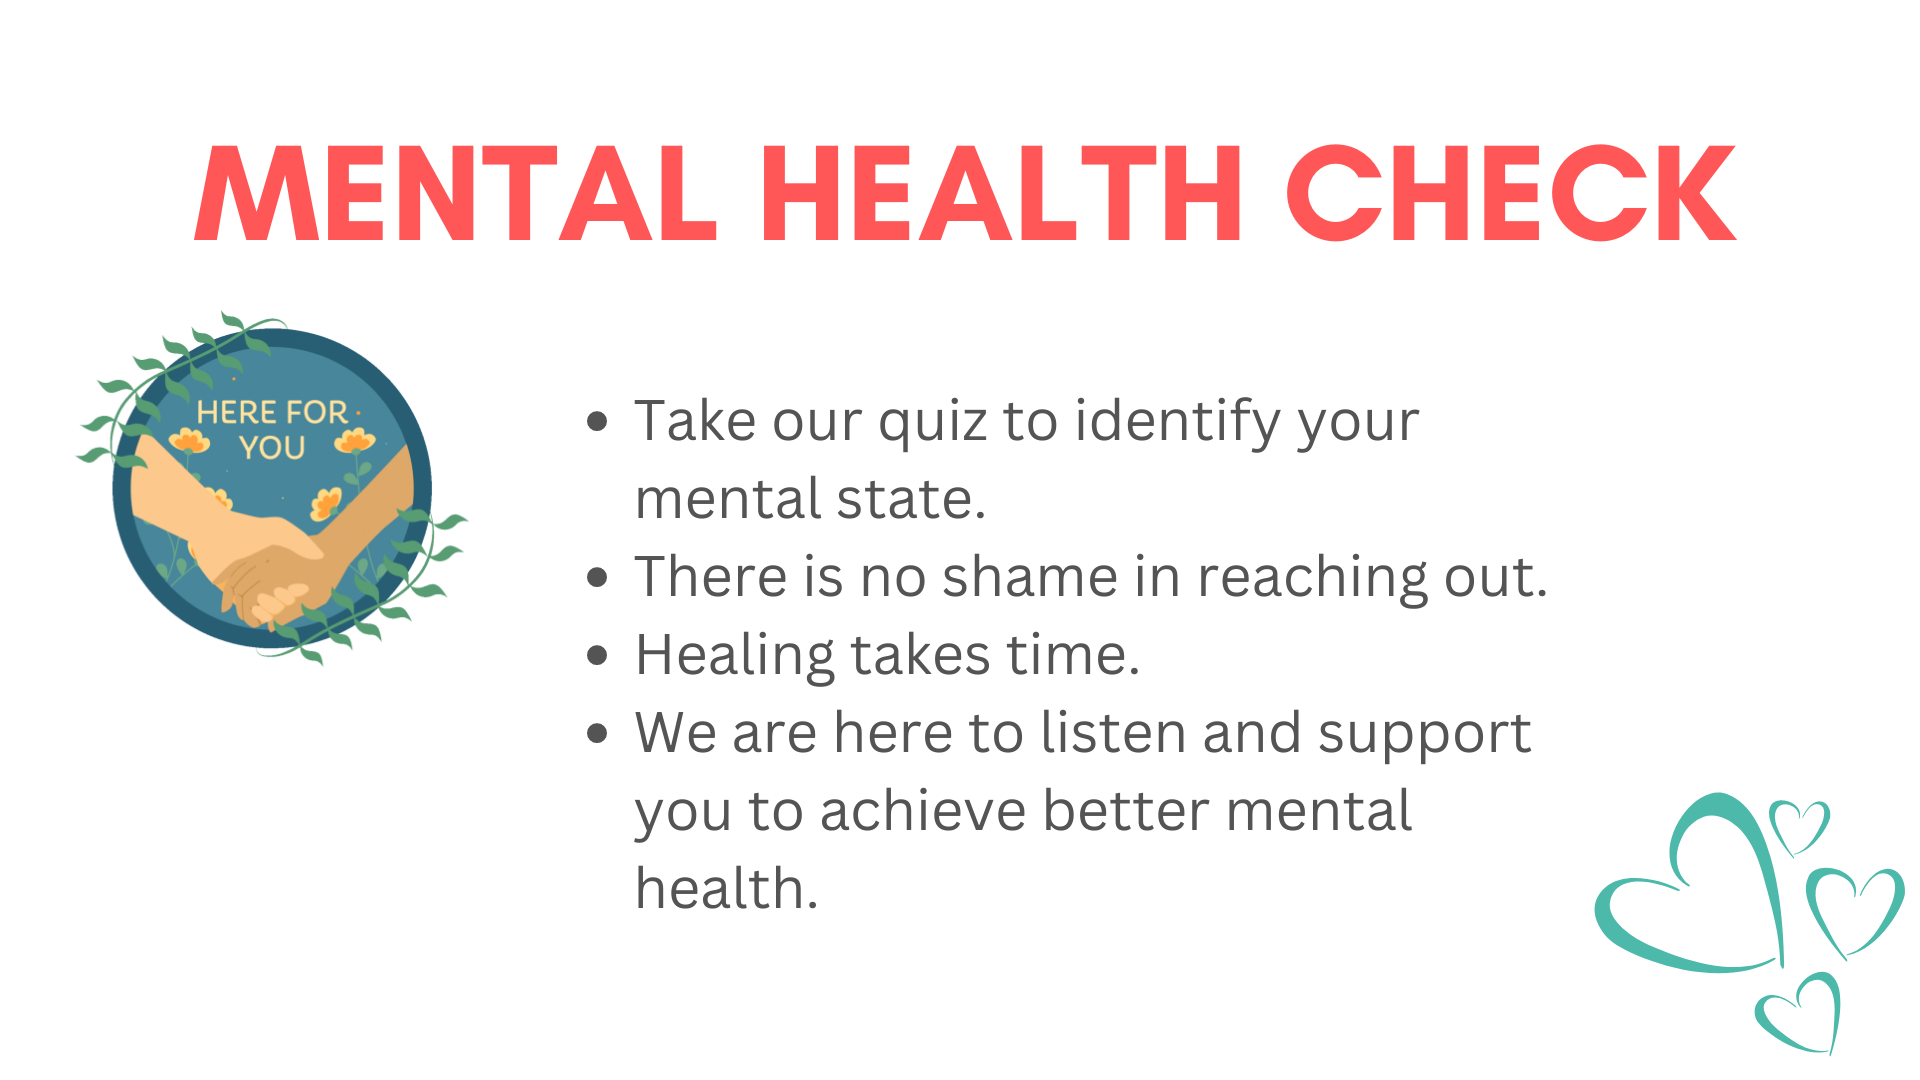 MENTAL HEALTH CHECK
HERE FOR
YOU
• Take our quiz to identify your
mental state.
• There is no shame in reaching out.
• Healing takes time.
• We are here to listen and support
you to achieve better mental
health.